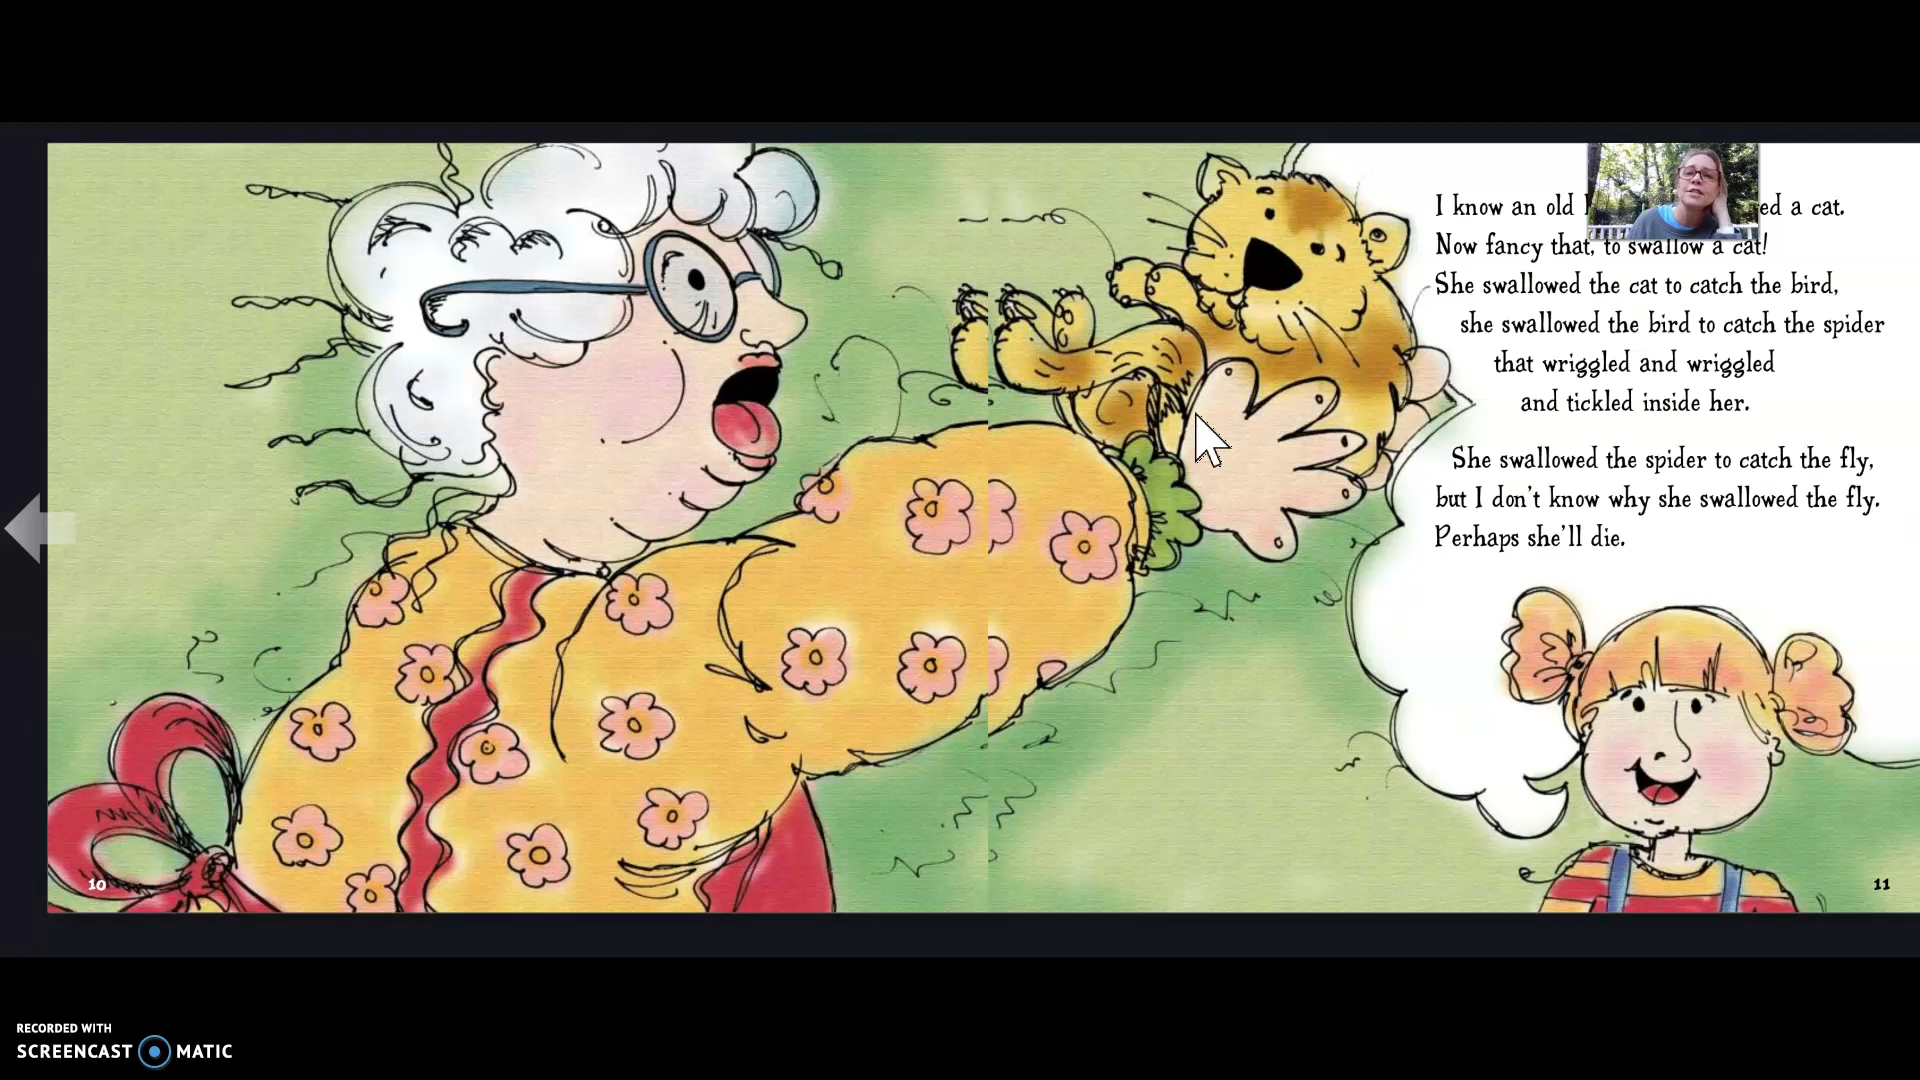 I know an old ed a cat.
Now fancy that, to swallow a cat!
She swallowed the cat to catch the bird,
she swallowed the bird to catch the spider
that wriggled and wriggled
and tickled inside her.
She swallowed the spider to catch the fly,
but I don't know why she swallowed the fly.
Perhaps she'll die.
10
11
RECORDED WITH
SCREENCAST MATIC